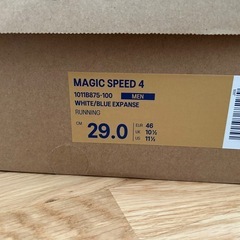 MAGIC SPEED 4
1011B875-100 MEN
WHITE/BLUE EXPANSE
RUNNING
CM 29.0 EUR 46
UK 10½
US 11½